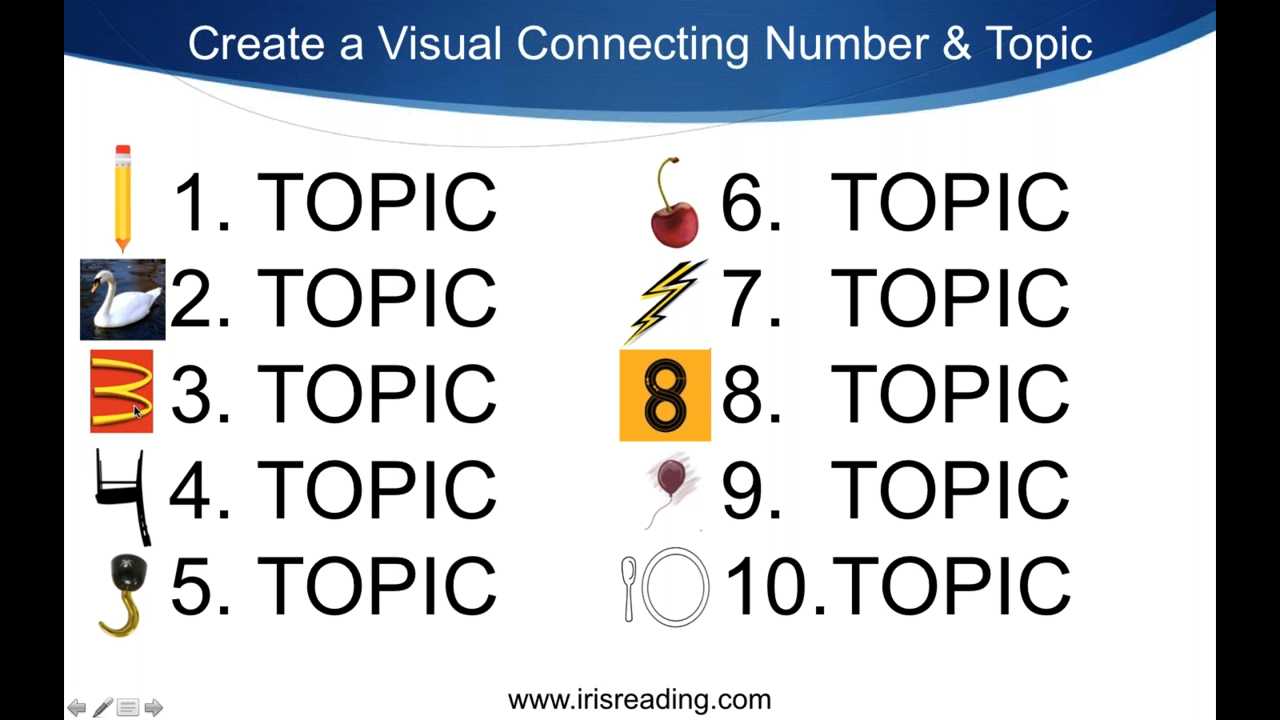 Create a Visual Connecting Number & Topic
1. TOPIC
2. TOPIC
3. TOPIC
4. TOPIC
5. TOPIC
6. TOPIC
7. TOPIC
8
8. TOPIC
9. TOPIC
10.TOPIC
www.irisreading.com